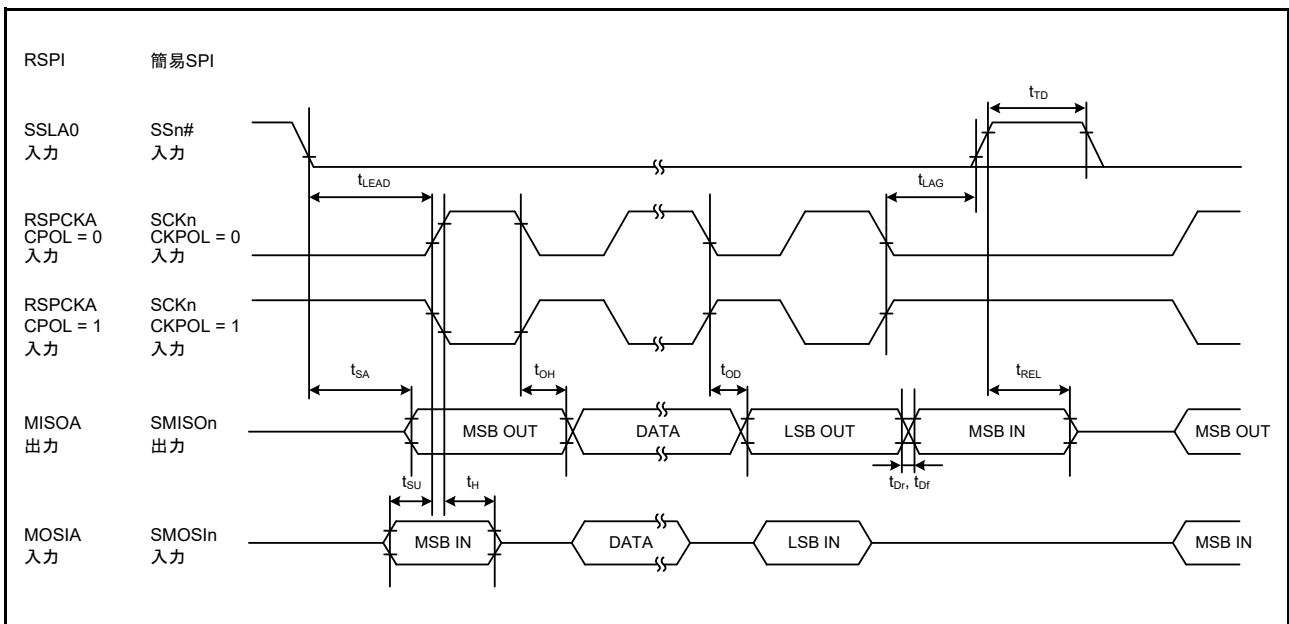 RSPI 簡易SPI
tTD
SSLA0 SSn#
入力 入力
tLEAD tLAG
RSPCKA SCKn
CPOL = 0 CKPOL = 0
入力 入力
RSPCKA SCKn
CPOL = 1 CKPOL = 1
入力 入力
tSA tOH tOD tREL
MISOA SMISOn MSB OUT DATA LSB OUT MSB IN MSB OUT
出力 出力
tSU tH tDr, tDf
MOSIA SMOSIn MSB IN DATA LSB IN MSB IN
入力 入力